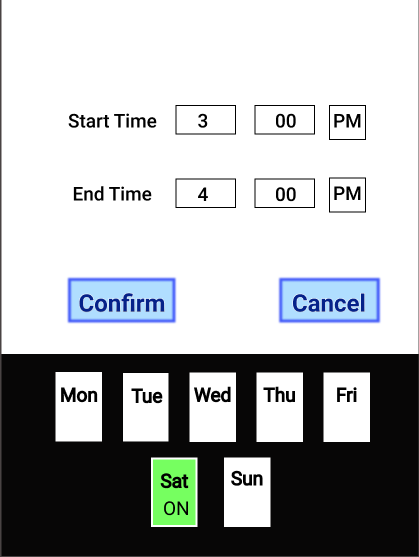 Start Time 3 00 PM
End Time 4 00 PM
Confirm Cancel
Mon Tue Wed Thu Fri
Sat Sun
ON